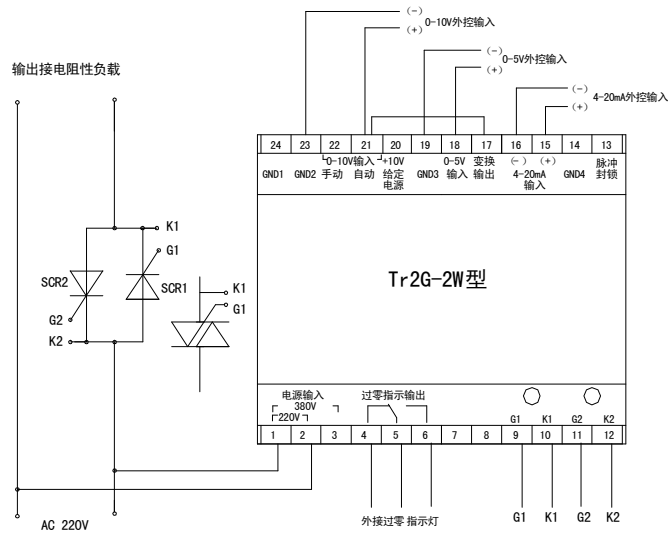 (-)
0-10V外控输入
(+)
(-)
0-5V外控输入
(+)
(-)
4-20mA外控输入
(+)
输出接电阻性负载
24 23 22 21 20 19 18 17 16 15 14 13
0-10V输入 +10V 0-5V 变换 (-) (+) 脉冲
GND1 GND2 手动 自动 给定 GND3 输入 输出 4-20mA GND4 封锁
电源 输入
K1
G1
SCR2
SCR1
G2
K2
K1
G1
Tr2G-2W型
电源输入 过零指示输出
380V
220V
G1 K1 G2 K2
1 2 3 4 5 6 7 8 9 10 11 12
AC 220V
外接过零 指示灯
G1 K1 G2 K2